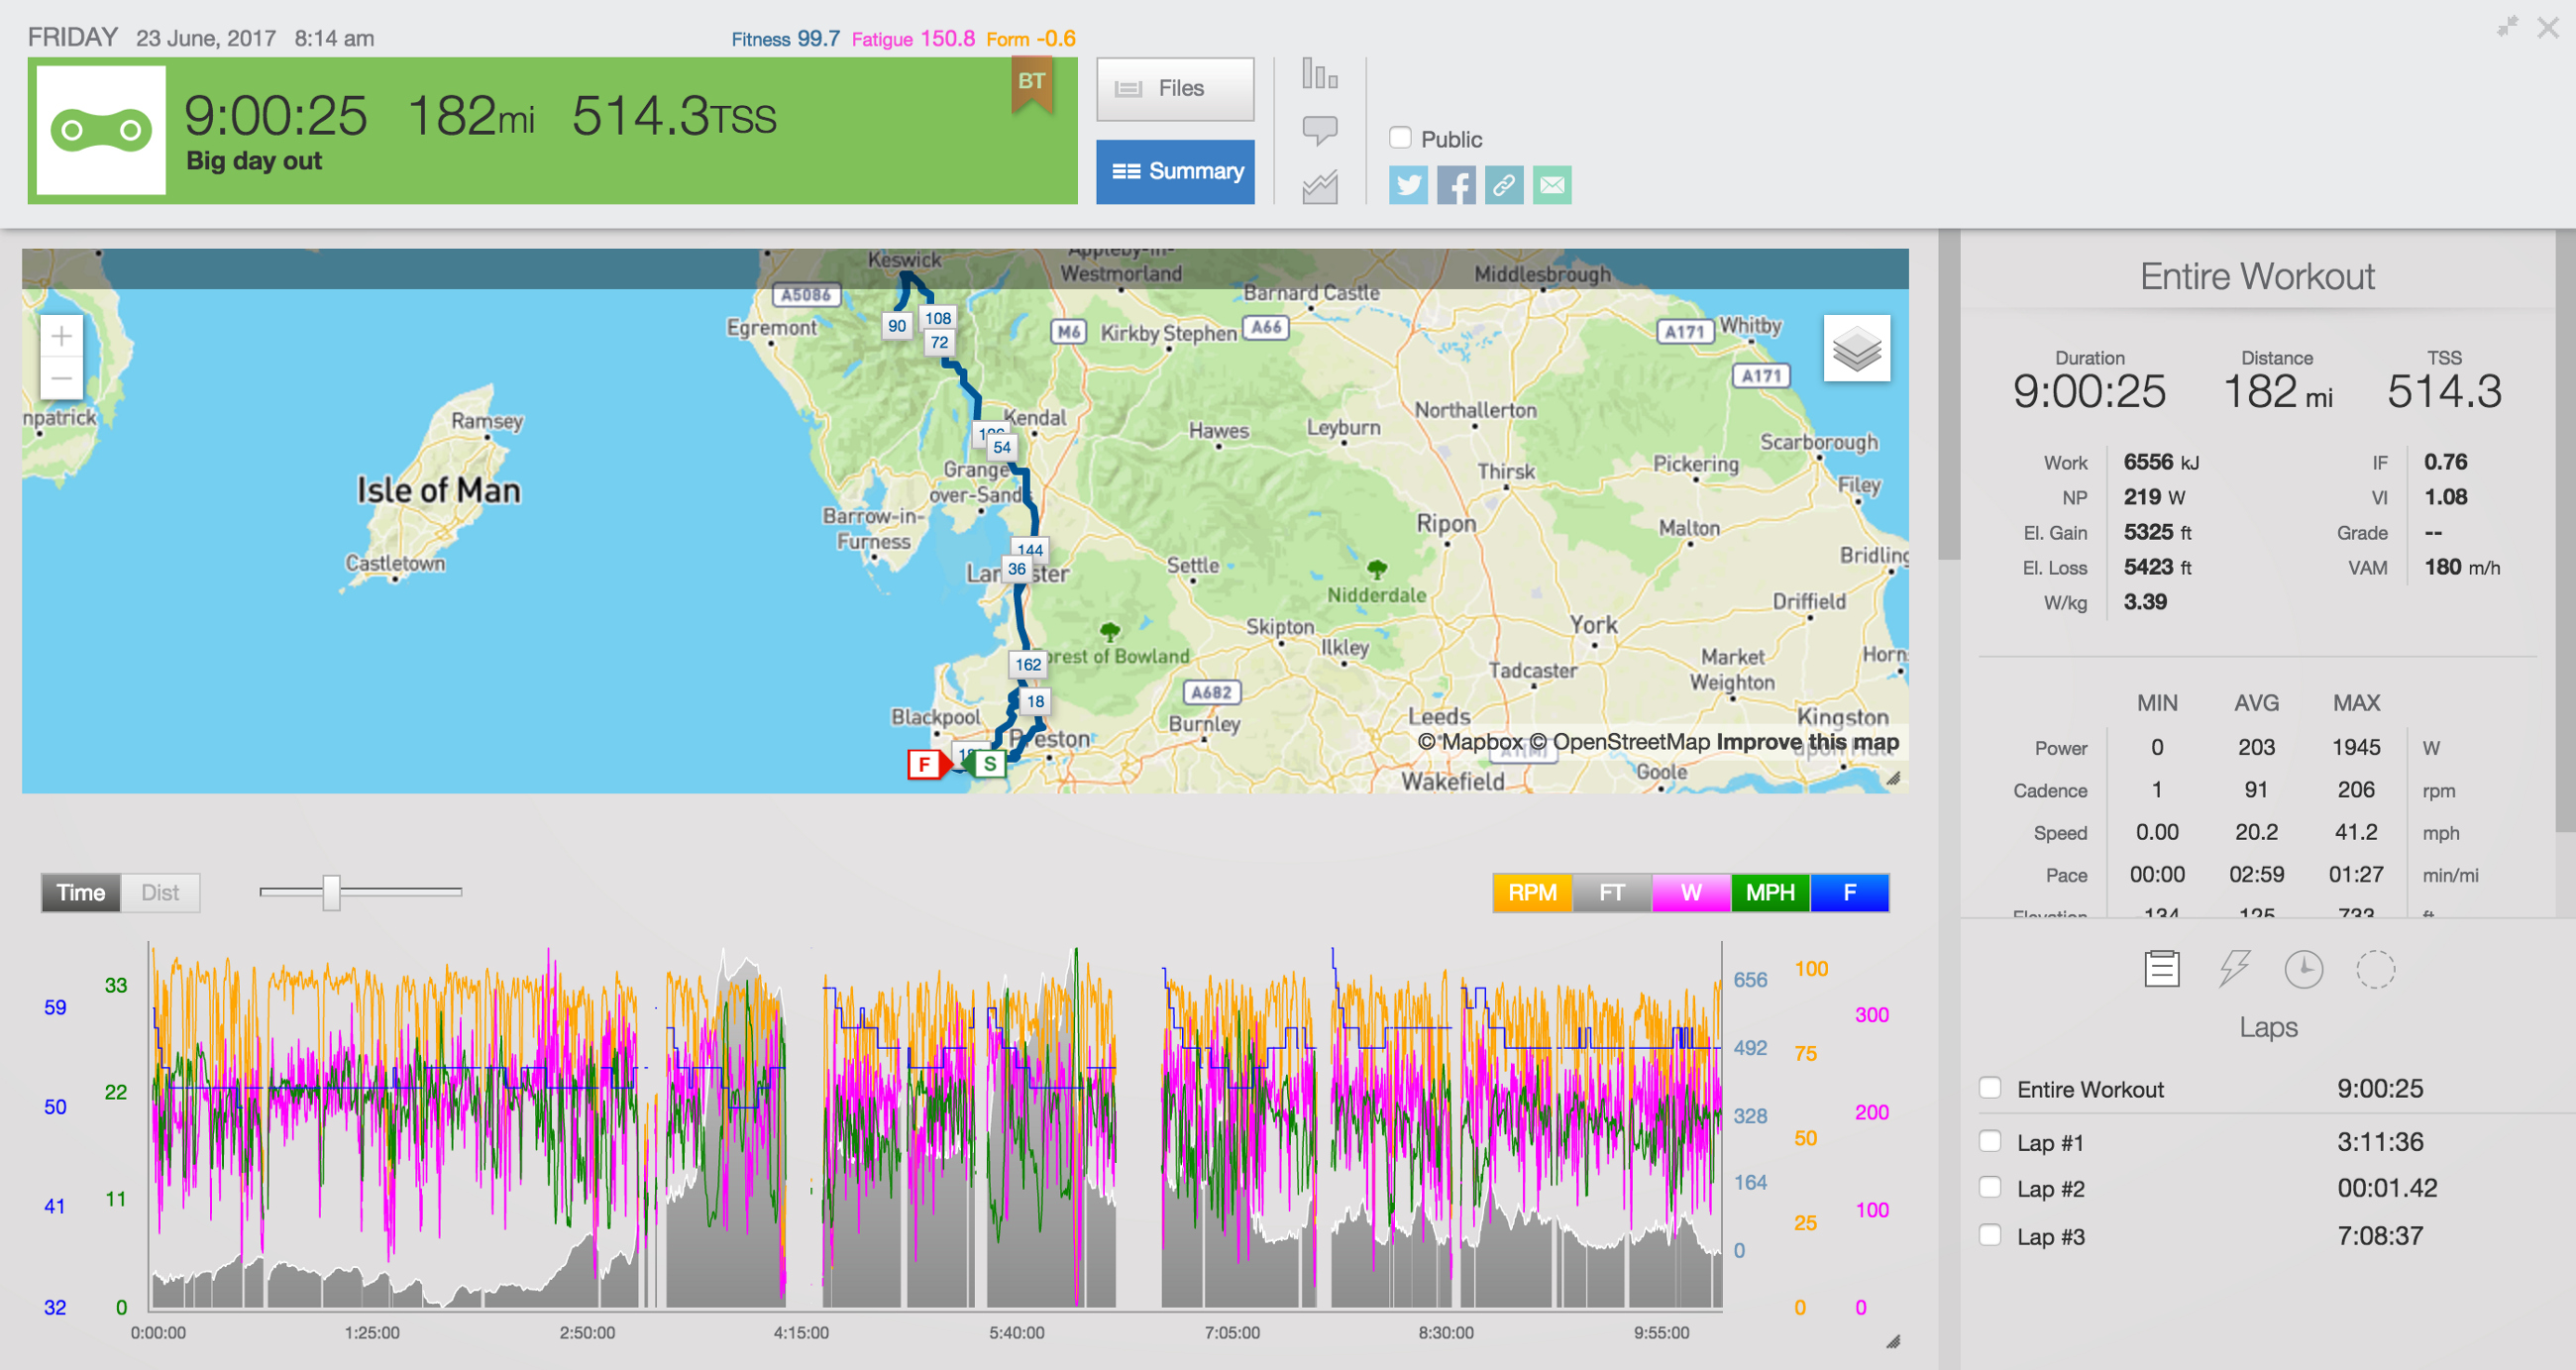 FRIDAY 23 June, 2017 8:14 am
Fitness 99.7 Fatigue 150.8 Form -0.6
BT
9:00:25 182mi 514.3TSS
Big day out
Files
Summary
Public
Keswick
Westmorland
Middlesbrough
A5086
Barnard Castle
Egremont
90
108
72
M6
Kirkby Stephen
A66
A171
Whitby
A171
npatrick
Ramsey
Kendal
54
Hawes
Leyburn
Northallerton
Scarborough
Isle of Man
Grange-
over-Sands
Thirsk
Pickering
Filey
Barrow-in-
Furness
Ripon
Malton
Castletown
144
36
Settle
Bridling
Nidderdale
Driffield
162
orest of Bowland
Skipton
Ilkley
York
Tadcaster
Market
Weighton
Horn
18
A682
Blackpool
Preston
Burnley
Leeds
Kingston
© Mapbox © OpenStreetMap Improve this map
F
S
A1(M)
Wakefield
Goole
Time
Dist
RPM
FT
W
MPH
F
59
50
41
32
33
22
11
0
656
492
328
164
0
100
75
50
25
0
300
200
100
0
0:00:00
1:25:00
2:50:00
4:15:00
5:40:00
7:05:00
8:30:00
9:55:00
Entire Workout
Duration Distance TSS
9:00:25 182 mi 514.3
Work 6556 kJ IF 0.76
NP 219 W VI 1.08
El. Gain 5325 ft Grade --
El. Loss 5423 ft VAM 180 m/h
W/kg 3.39
MIN AVG MAX
Power 0 203 1945 W
Cadence 1 91 206 rpm
Speed 0.00 20.2 41.2 mph
Pace 00:00 02:59 01:27 min/mi
Elevation -134 125 733 ft
Laps
Entire Workout 9:00:25
Lap #1 3:11:36
Lap #2 00:01.42
Lap #3 7:08:37